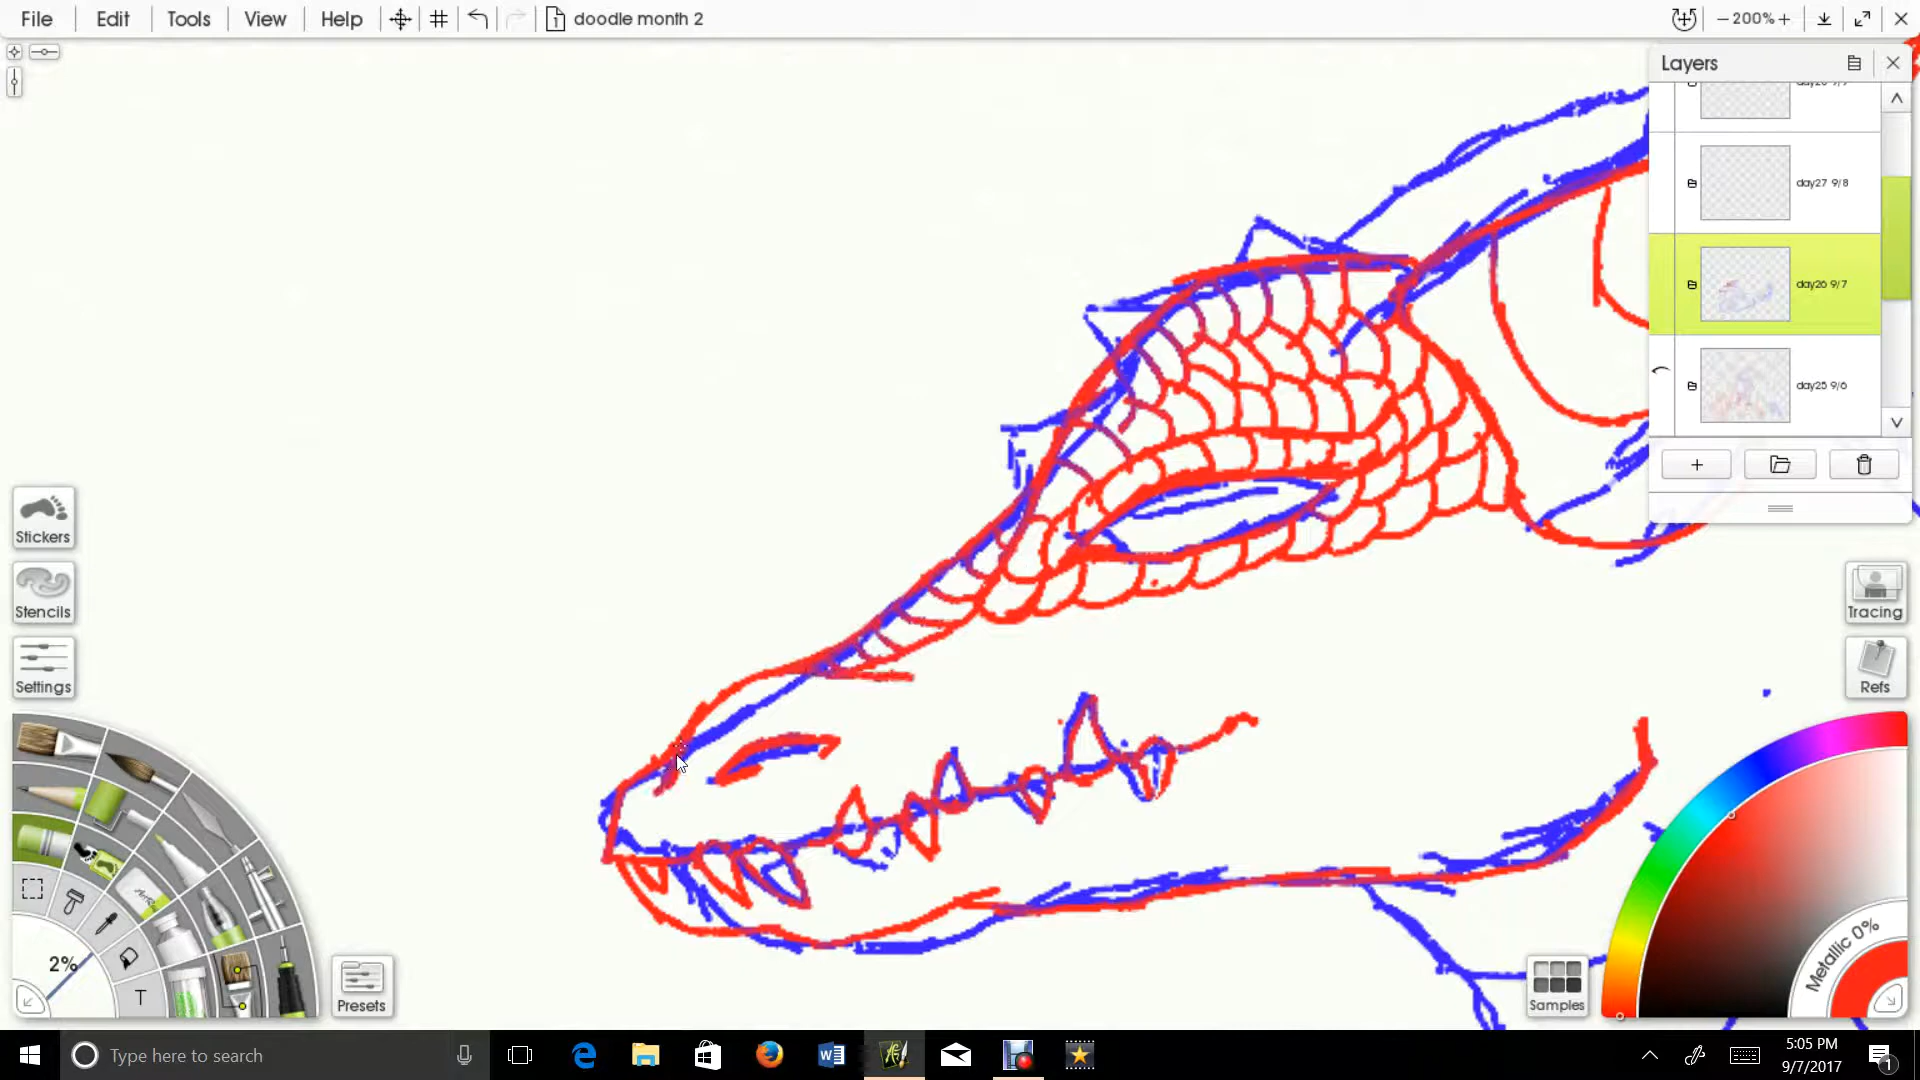 File Edit Tools View Help 1 doodle month 2 −200%+
Layers
day27 9/8
day26 9/7
day25 9/6
Stickers
Stencils
Settings
Tracing
Refs
2%
T
Presets
Samples
Metallic 0%
Type here to search
5:05 PM
9/7/2017
1